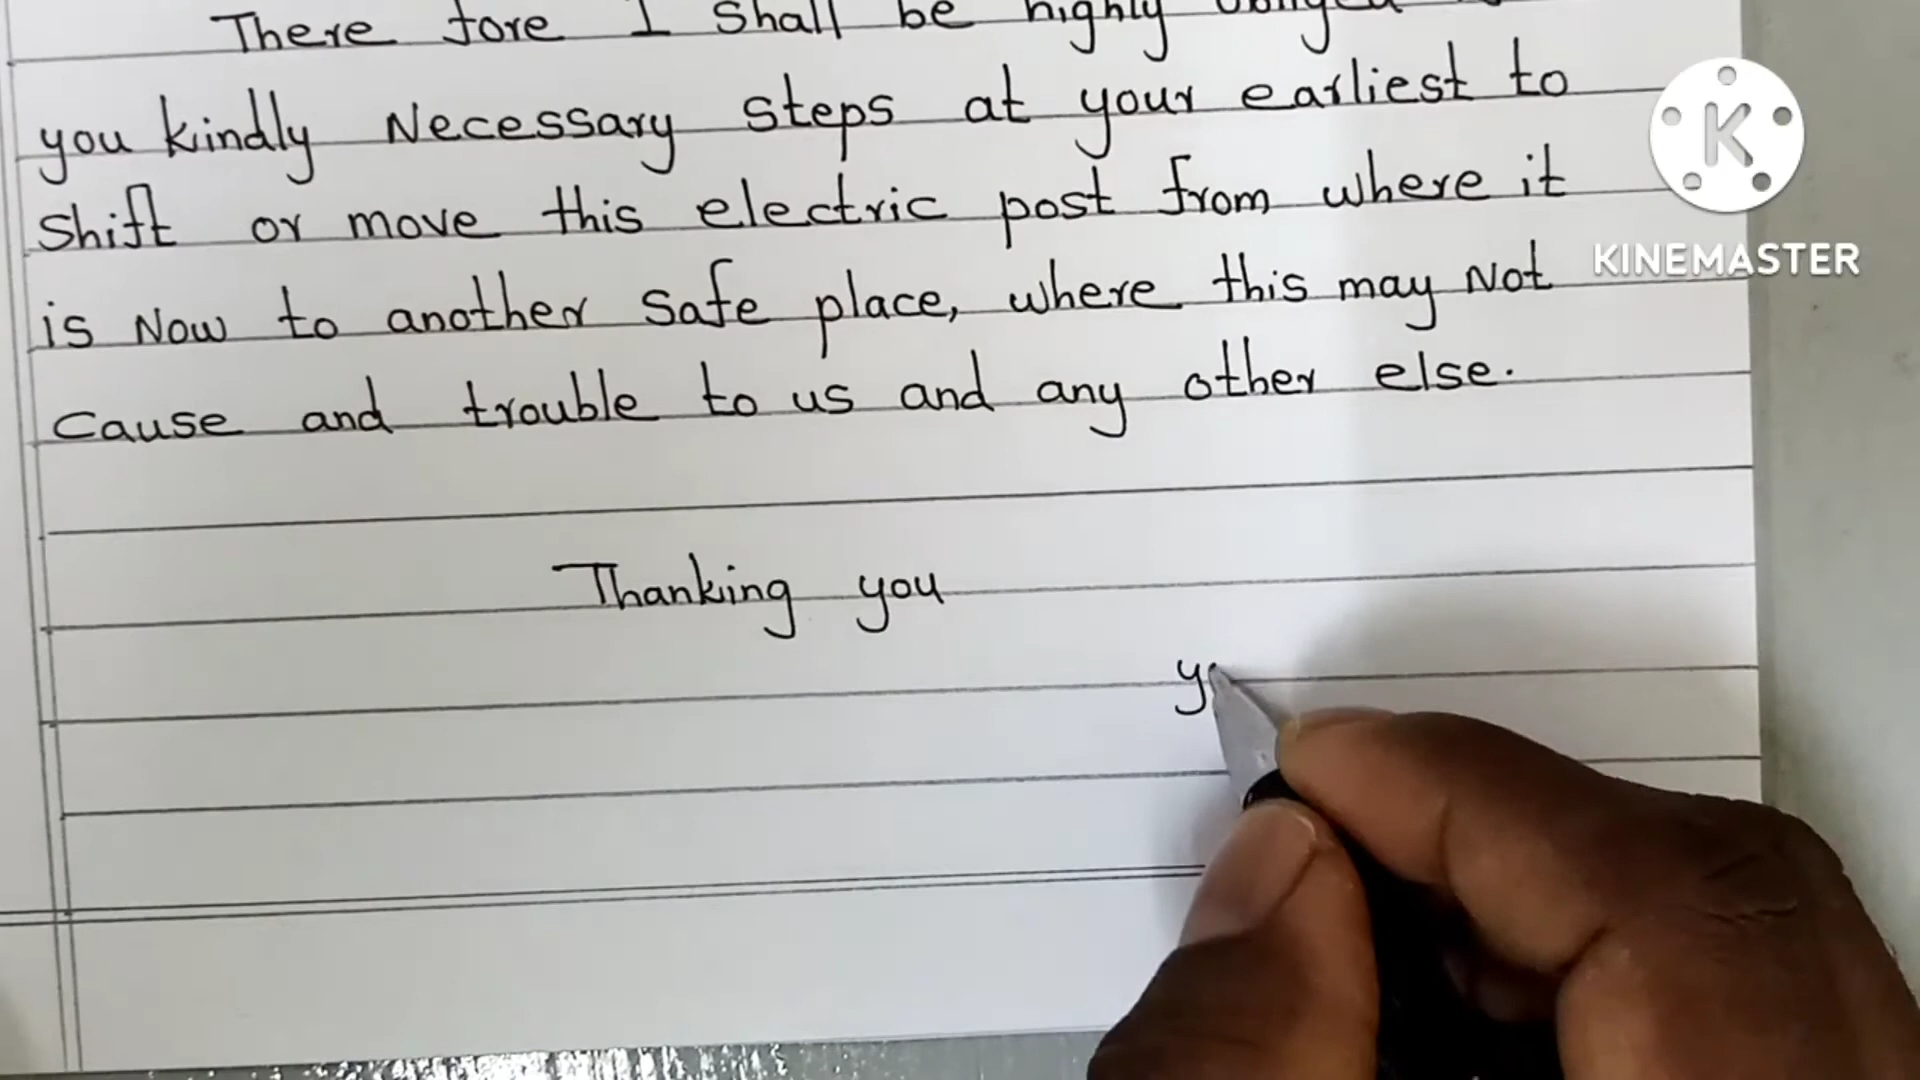 There fore I shall be highly obliged
you kindly Necessary steps at your earliest to
shift or move this electric post from where it
is Now to another safe place, where this may Not
cause and trouble to us and any other else.
Thanking you
yo
K
KINEMASTER